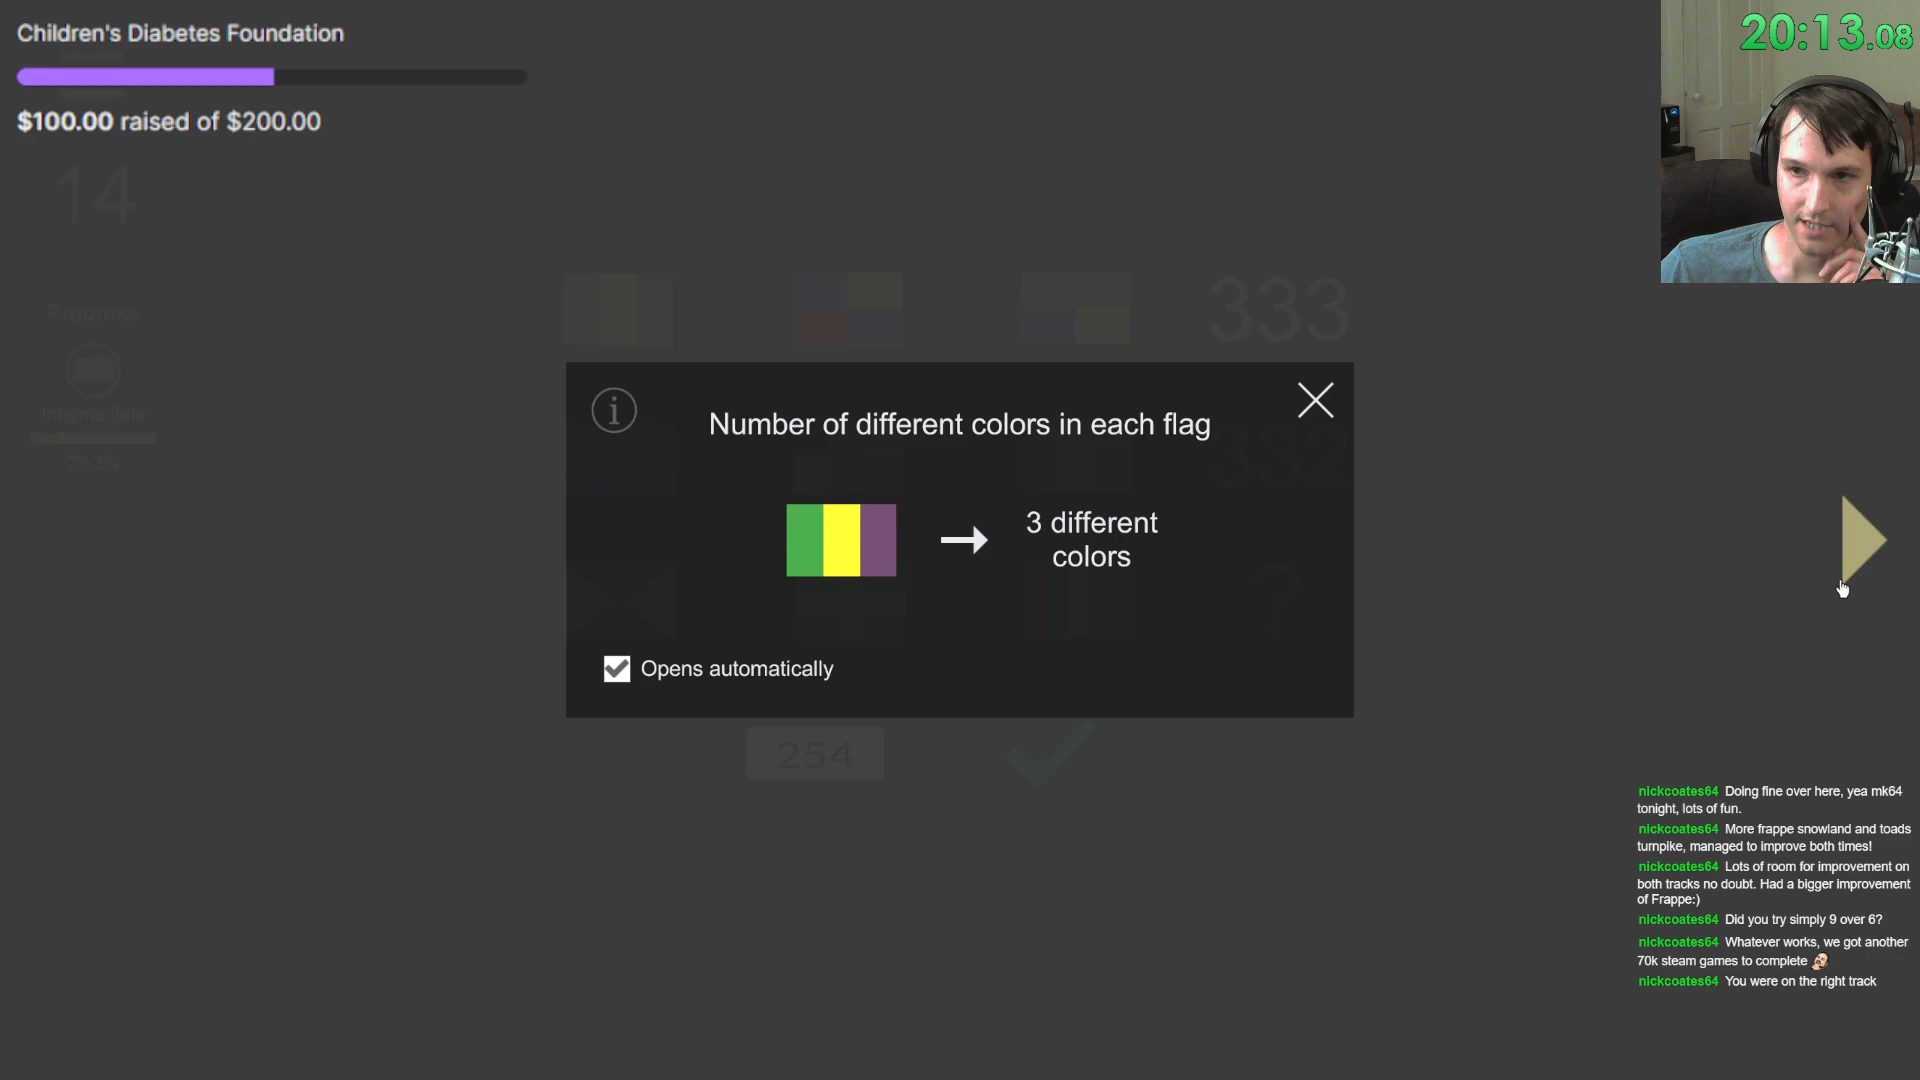 Children's Diabetes Foundation
$100.00 raised of $200.00
20:13.08
14
Progress
Intermediate
333
332
?
i
Number of different colors in each flag
3 different
colors
Opens automatically
254
nickcoates64 Doing fine over here, yea mk64
tonight, lots of fun.
nickcoates64 More frappe snowland and toads
turnpike, managed to improve both times!
nickcoates64 Lots of room for improvement on
both tracks no doubt. Had a bigger improvement
of Frappe:)
nickcoates64 Did you try simply 9 over 6?
nickcoates64 Whatever works, we got another
70k steam games to complete
nickcoates64 You were on the right track